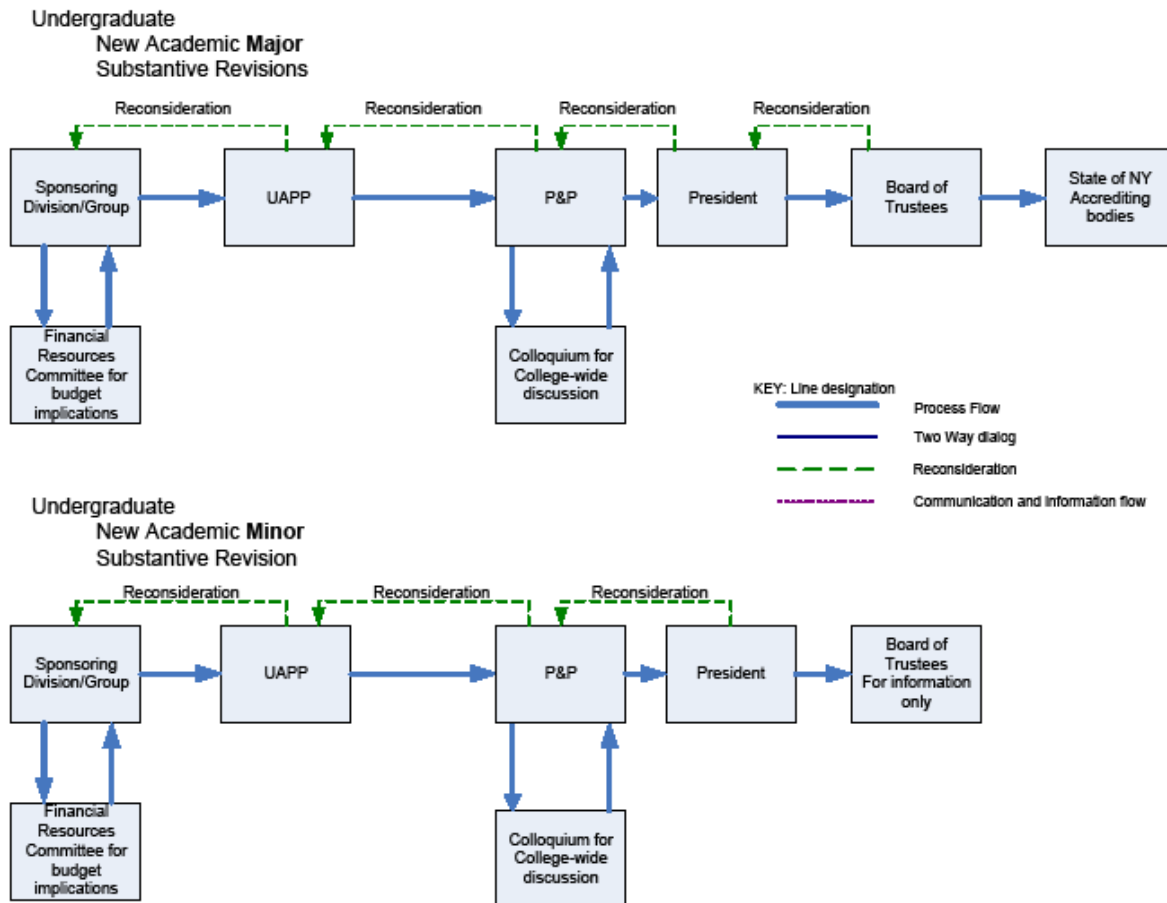 Undergraduate
New Academic Major
Substantive Revisions
Reconsideration
Reconsideration
Reconsideration
Reconsideration
Sponsoring
Division/Group
UAPP
P&P
President
Board of
Trustees
State of NY
Accrediting
bodies
Financial
Resources
Committee for
budget
implications
Colloquium for
College-wide
discussion
KEY: Line designation
Process Flow
Two Way dialog
Reconsideration
Communication and information flow
Undergraduate
New Academic Minor
Substantive Revision
Reconsideration
Reconsideration
Reconsideration
Sponsoring
Division/Group
UAPP
P&P
President
Board of
Trustees
For information
only
Financial
Resources
Committee for
budget
implications
Colloquium for
College-wide
discussion